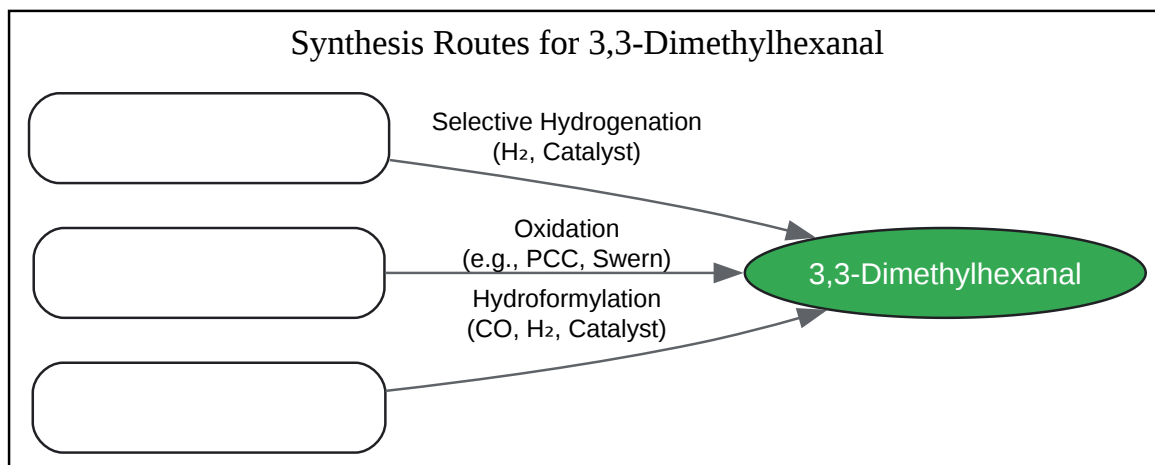 Synthesis Routes for 3,3-Dimethylhexanal
Selective Hydrogenation
(H₂, Catalyst)
Oxidation
(e.g., PCC, Swern)
3,3-Dimethylhexanal
Hydroformylation
(CO, H₂, Catalyst)